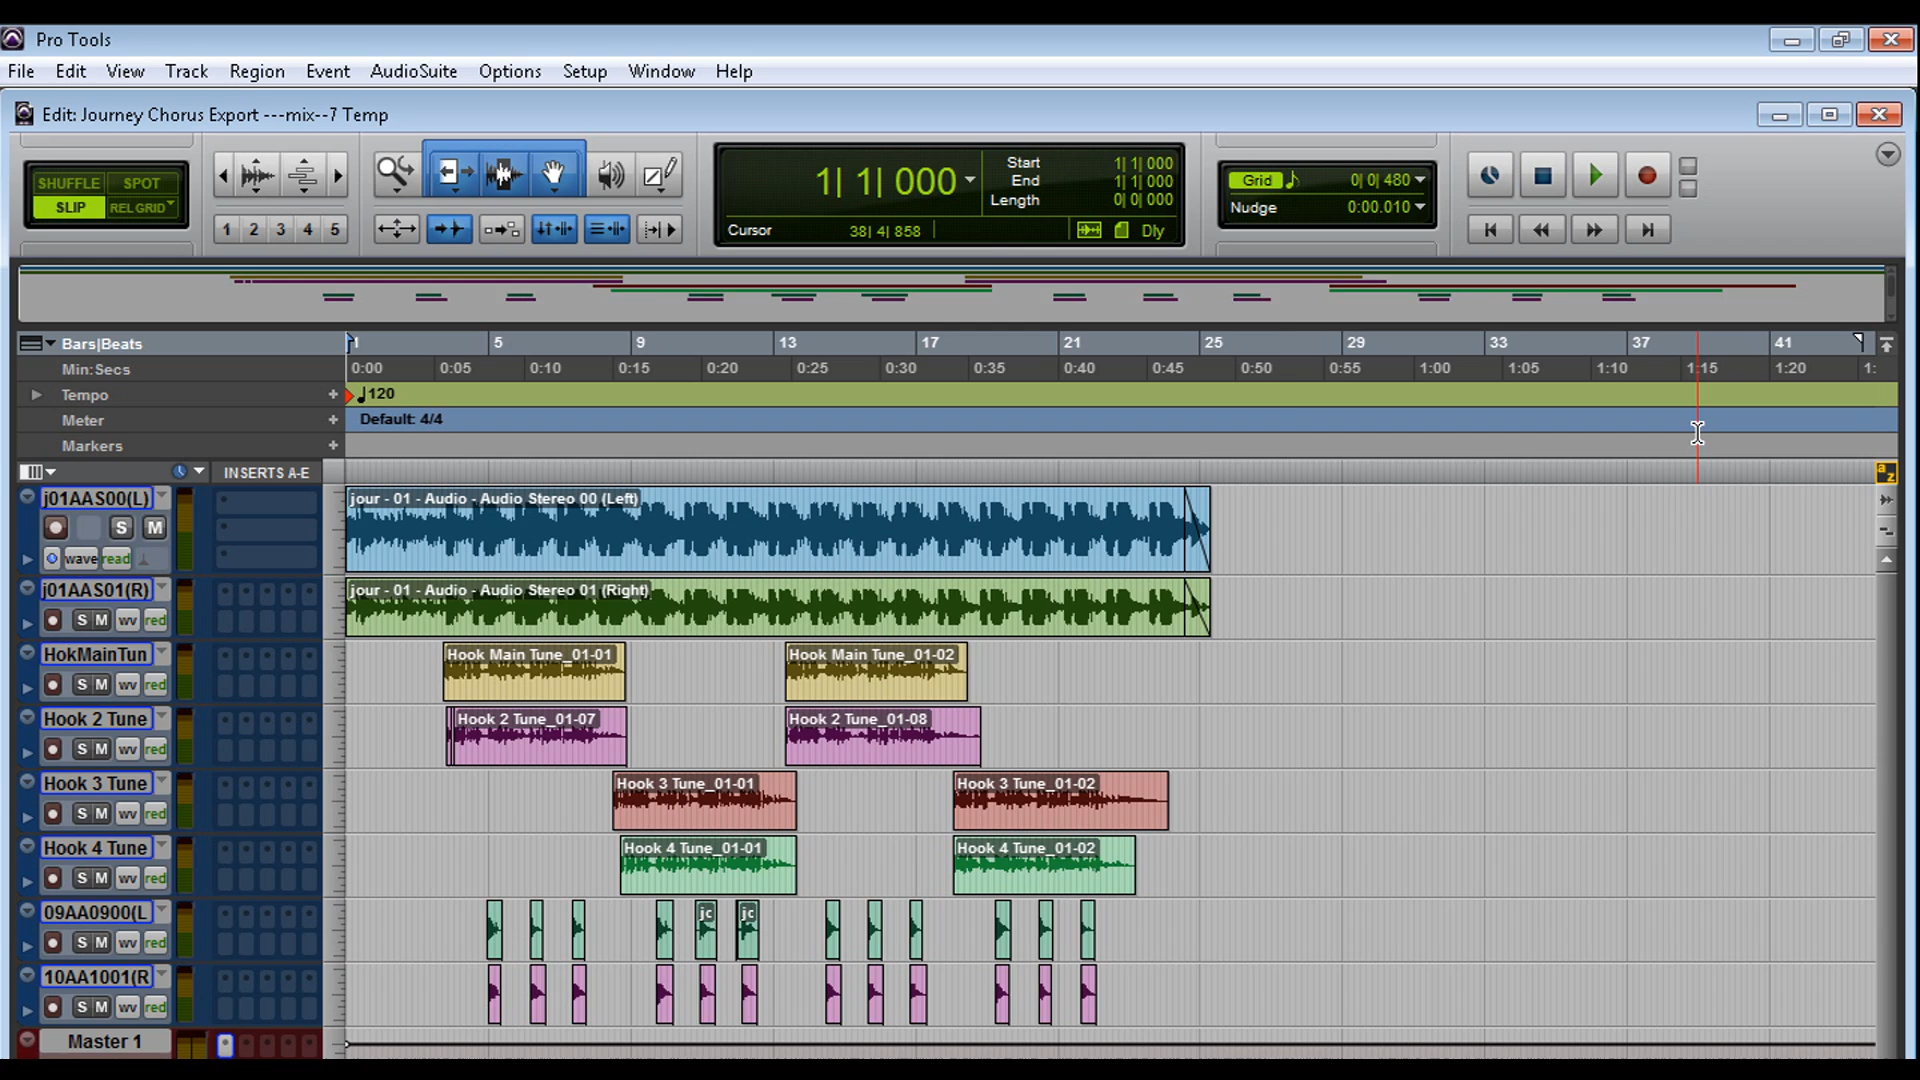 Pro Tools
File Edit View Track Region Event AudioSuite Options Setup Window Help
Edit: Journey Chorus Export ---mix--7 Temp
SHUFFLE SPOT
SLIP REL GRID
1 2 3 4 5
1| 1| 000
Start 1| 1| 000
End 1| 1| 000
Length 0| 0| 000
Cursor 38| 4| 858 Dly
Grid 0| 0| 480
Nudge 0:00.010
Bars|Beats 1 5 9 13 17 21 25 29 33 37 41
Min:Secs 0:00 0:05 0:10 0:15 0:20 0:25 0:30 0:35 0:40 0:45 0:50 0:55 1:00 1:05 1:10 1:15 1:20 1:
Tempo + 120
Meter + Default: 4/4
Markers +
INSERTS A-E
a z
j01AAS00(L) jour - 01 - Audio - Audio Stereo 00 (Left)
S M
wave read
j01AAS01(R) jour - 01 - Audio - Audio Stereo 01 (Right)
S M wv red
HokMainTun Hook Main Tune_01-01 Hook Main Tune_01-02
S M wv red
Hook 2 Tune Hook 2 Tune_01-07 Hook 2 Tune_01-08
S M wv red
Hook 3 Tune Hook 3 Tune_01-01 Hook 3 Tune_01-02
S M wv red
Hook 4 Tune Hook 4 Tune_01-01 Hook 4 Tune_01-02
S M wv red
09AA0900(L jc jc
S M wv red
10AA1001(R
S M wv red
Master 1